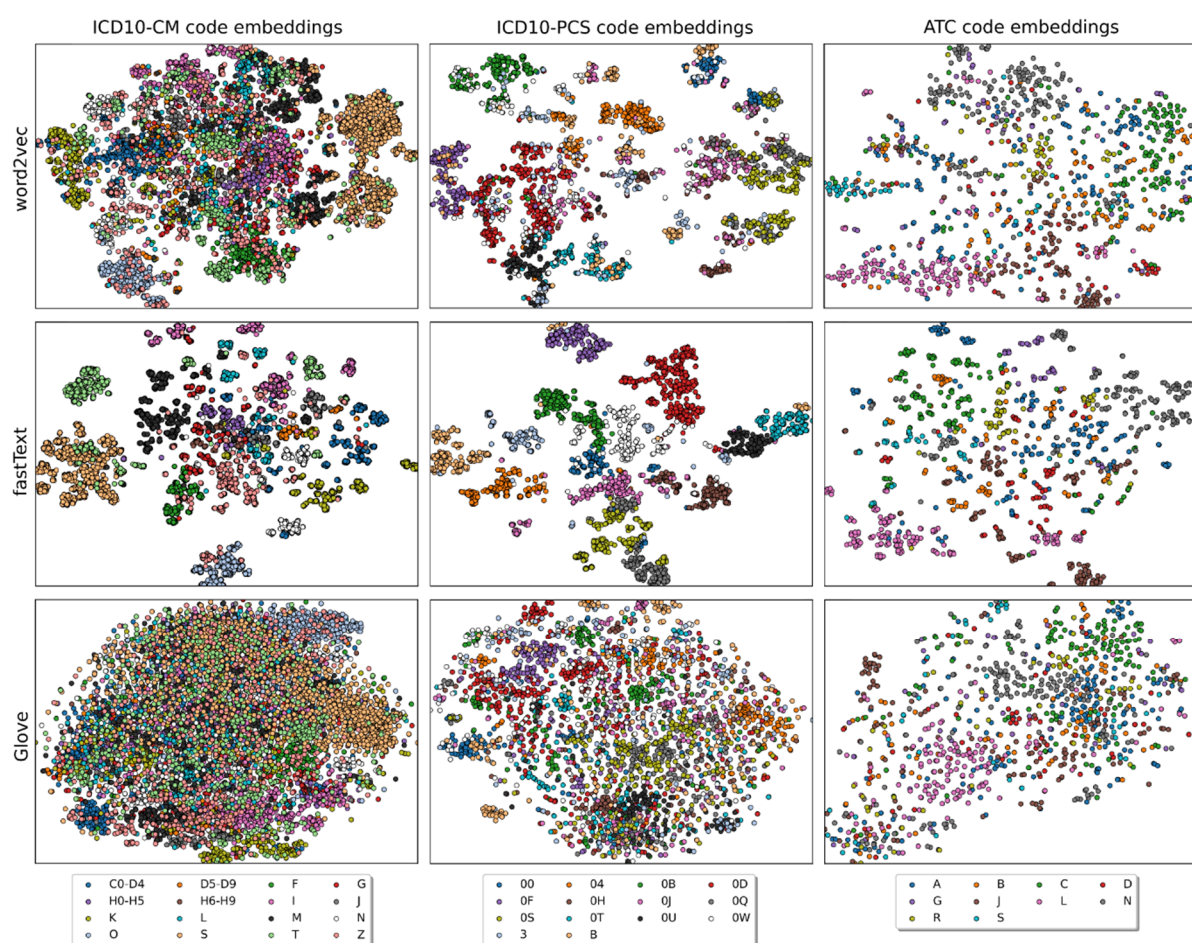 ICD10-CM code embeddings ICD10-PCS code embeddings ATC code embeddings
word2vec
fastText
Glove
C0-D4 D5-D9 F G
H0-H5 H6-H9 I J
K L M N
O S T Z
00 04 0B 0D
0F 0H 0J 0Q
0S 0T 0U 0W
3 B
A B C D
G J L N
R S